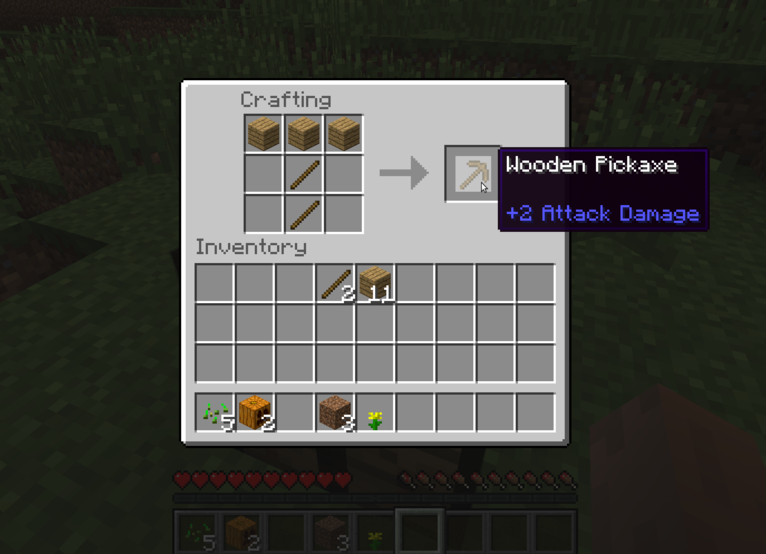 Crafting
Wooden Pickaxe
+2 Attack Damage
Inventory
2 11
5 2 3
5 2 3